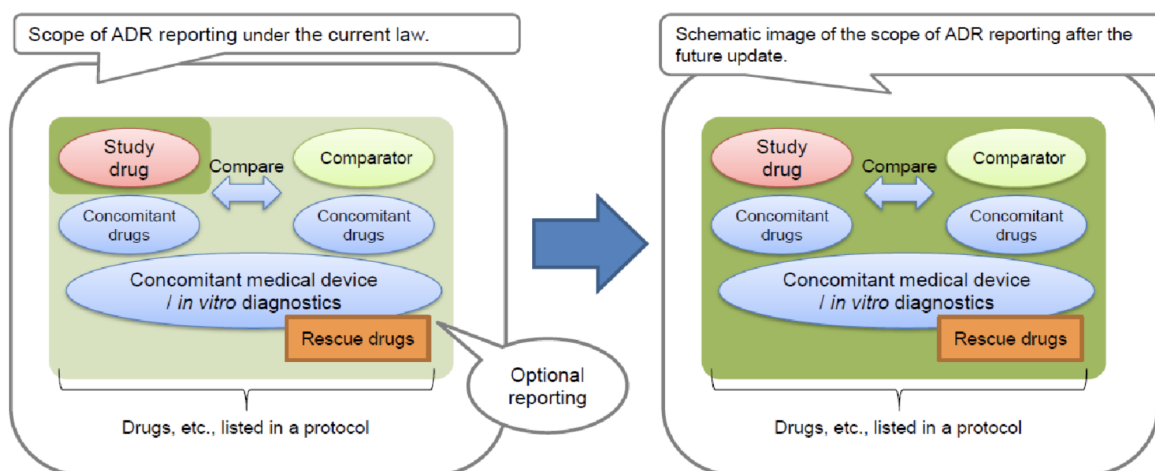 Scope of ADR reporting under the current law.
Study
drug
Compare
Comparator
Concomitant
drugs
Concomitant
drugs
Concomitant medical device
/ in vitro diagnostics
Rescue drugs
Optional
reporting
Drugs, etc., listed in a protocol
Schematic image of the scope of ADR reporting after the
future update.
Study
drug
Compare
Comparator
Concomitant
drugs
Concomitant
drugs
Concomitant medical device
/ in vitro diagnostics
Rescue drugs
Drugs, etc., listed in a protocol